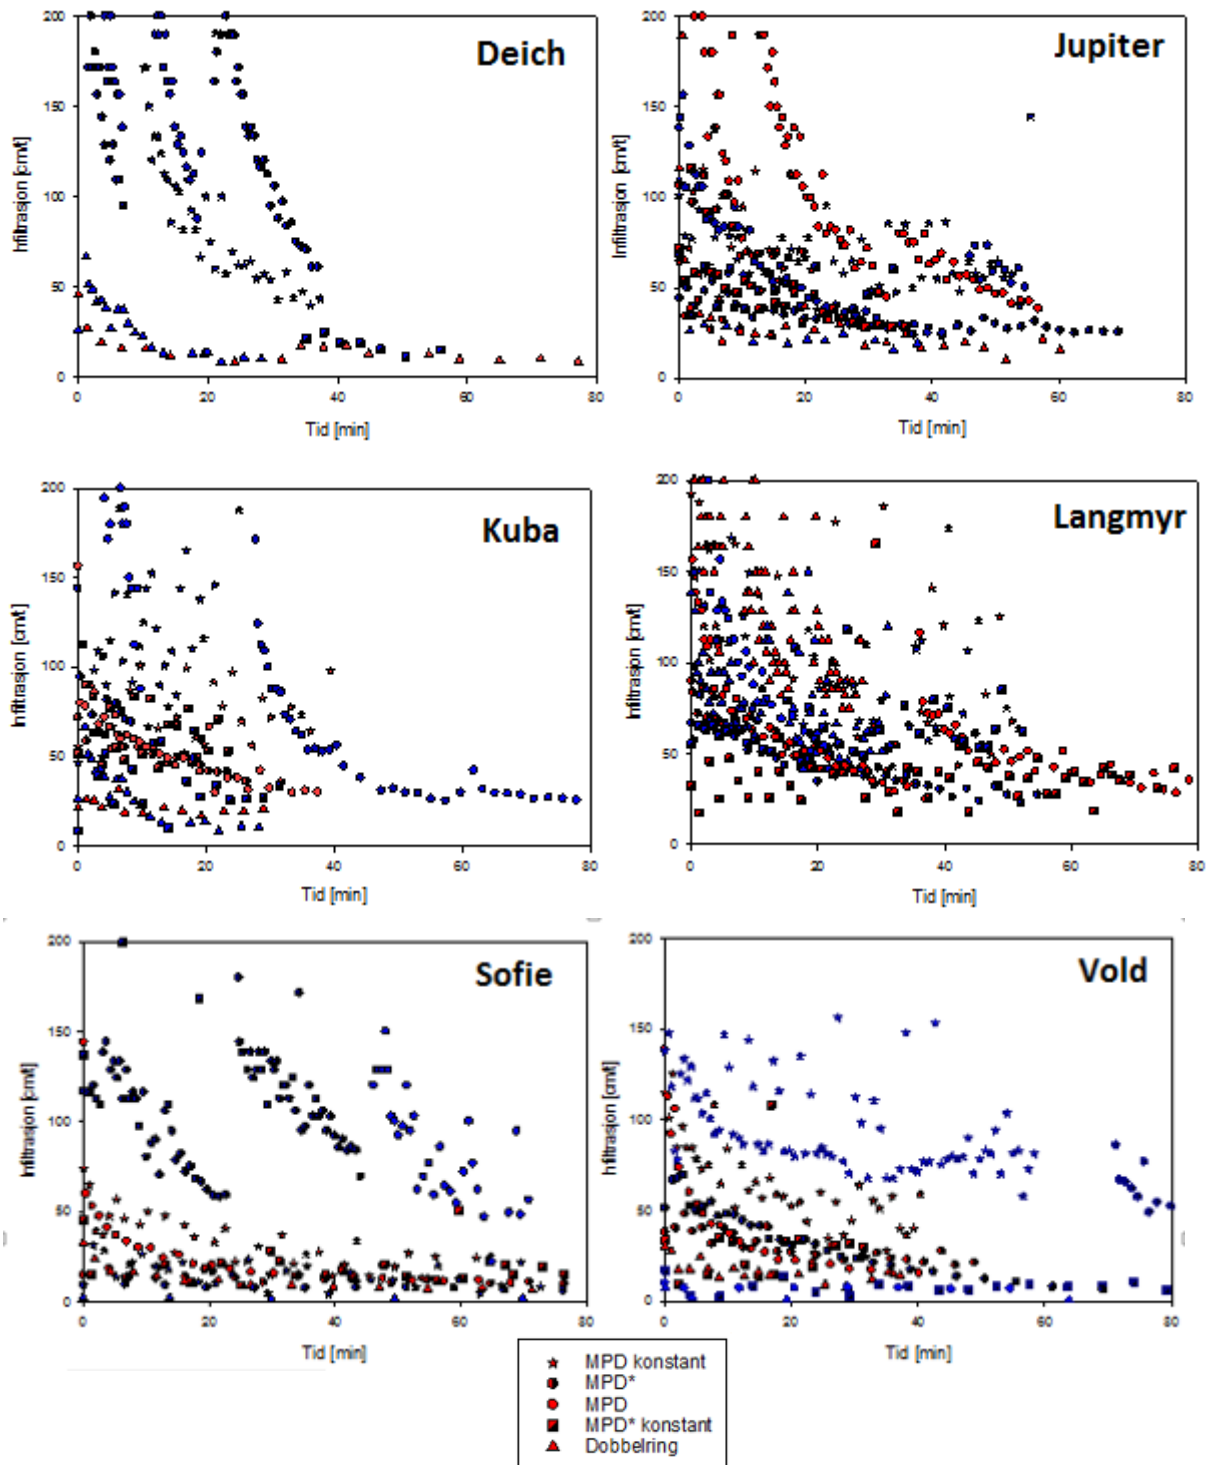 Deich
Infiltrasjon [cm/t]
200
150
100
50
0
0 20 40 60 80
Tid [min]
Jupiter
Infiltrasjon [cm/t]
200
150
100
50
0
0 20 40 60 80
Tid [min]
Kuba
Infiltrasjon [cm/t]
200
150
100
50
0
0 20 40 60 80
Tid [min]
Langmyr
Infiltrasjon [cm/t]
200
150
100
50
0
0 20 40 60 80
Tid [min]
Sofie
Infiltrasjon [cm/t]
200
150
100
50
0
0 20 40 60 80
Tid [min]
Vold
Infiltrasjon [cm/t]
200
150
100
50
0
0 20 40 60 80
Tid [min]
MPD konstant
MPD*
MPD
MPD* konstant
Dobbelring